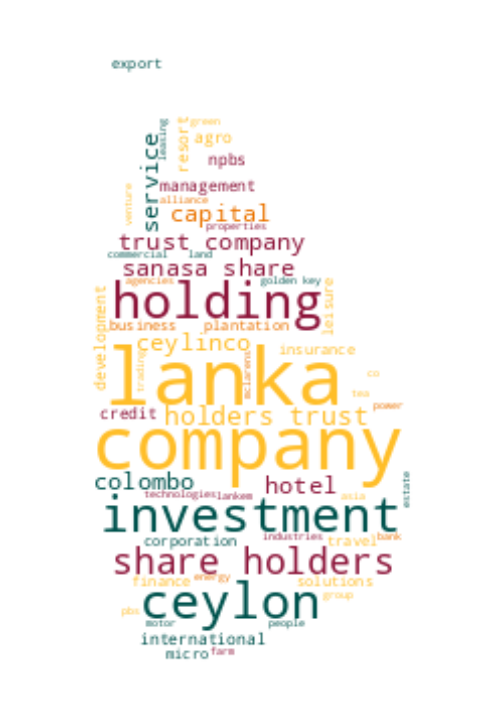 export
green
leasing
resort
agro
service
npbs
management
venture
alliance
capital
properties
trust company
commercial
land
sanasa share
agencies
golden key
holding
leisure
development
business
plantation
ceylinco
insurance
trading
lanka
mclarens
co
tea
power
credit
holders trust
company
colombo
hotel
estate
technologies
lankem
asia
investment
industries
bank
corporation
travel
share holders
energy
finance
solutions
ceylon
group
pbs
motor
people
international
micro
farm